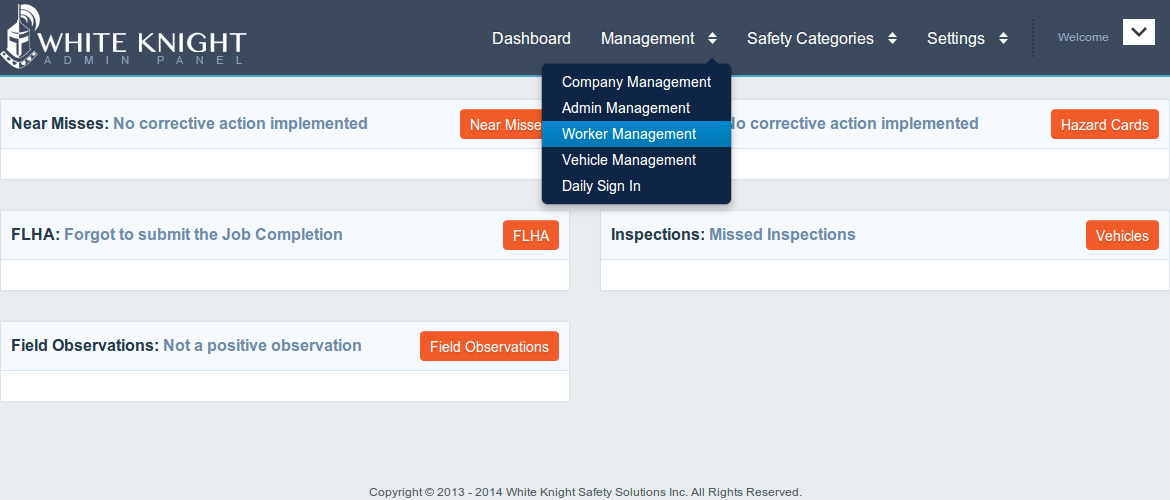 WHITE KNIGHT
ADMIN PANEL
Dashboard Management Safety Categories Settings Welcome
Company Management
Admin Management
Worker Management
Vehicle Management
Daily Sign In
Near Misses: No corrective action implemented Near Misse
No corrective action implemented Hazard Cards
FLHA: Forgot to submit the Job Completion FLHA
Inspections: Missed Inspections Vehicles
Field Observations: Not a positive observation Field Observations
Copyright © 2013 - 2014 White Knight Safety Solutions Inc. All Rights Reserved.